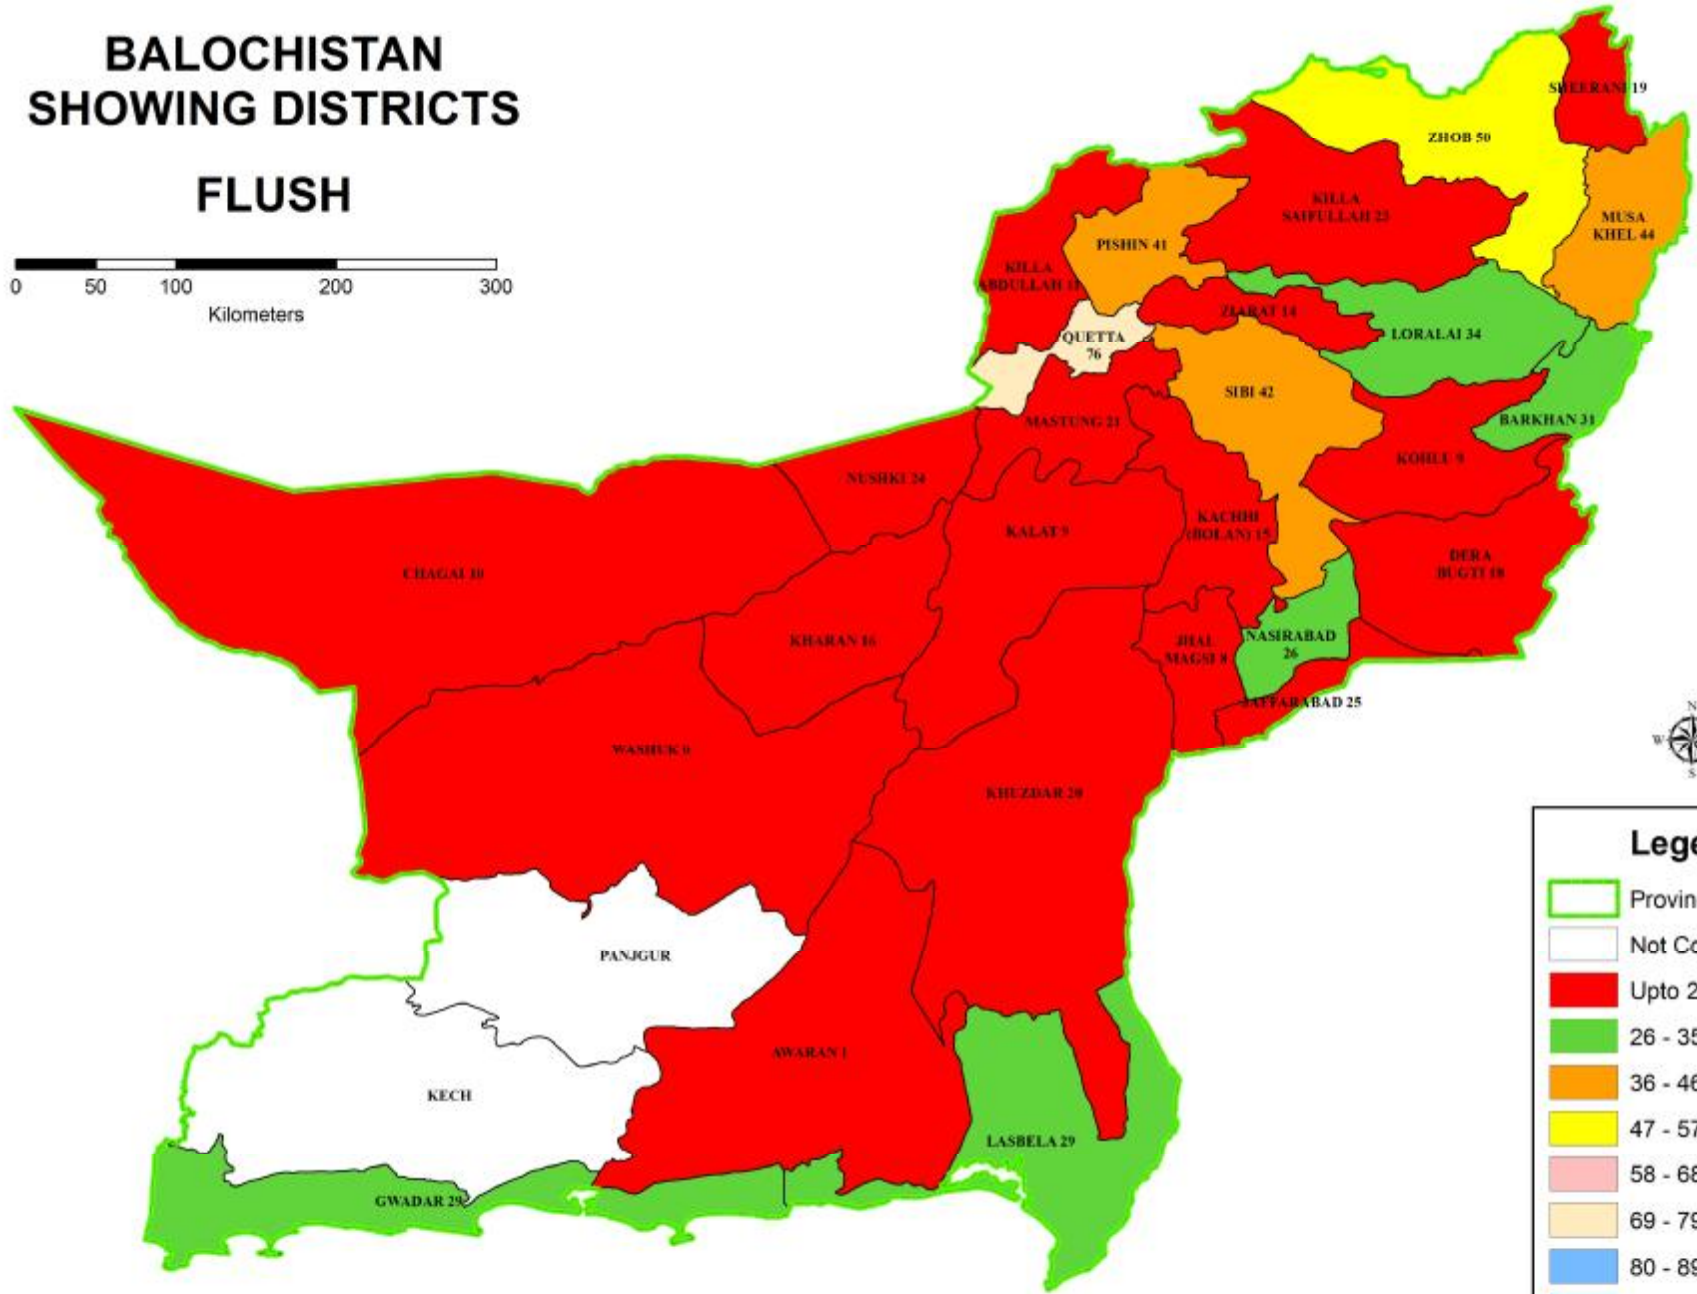 BALOCHISTAN
SHOWING DISTRICTS
FLUSH
0 50 100 200 300
Kilometers
SHEERANI 19
ZHOB 50
KILLA
SAIFULLAH 23
MUSA
KHEL 44
PISHIN 41
KILLA
ABDULLAH
ZIARAT 14
QUETTA
76
LORALAI 34
SIBI 42
MASTUNG 21
BARKHAN 31
KOHLU 9
NUSHKI 24
KALAT 9
KACHHI
(BOLAN) 15
CHAGAI 10
DERA
BUGTI 18
KHARAN 16
JHAL
MAGSI 8
NASIRABAD
26
JAFFARABAD 25
WASHUK 0
KHUZDAR 20
N
W
S
PANJGUR
AWARAN 1
KECH
LASBELA 29
GWADAR 29
Lege
Provin
Not Co
Upto 2
26 - 35
36 - 46
47 - 57
58 - 68
69 - 79
80 - 89